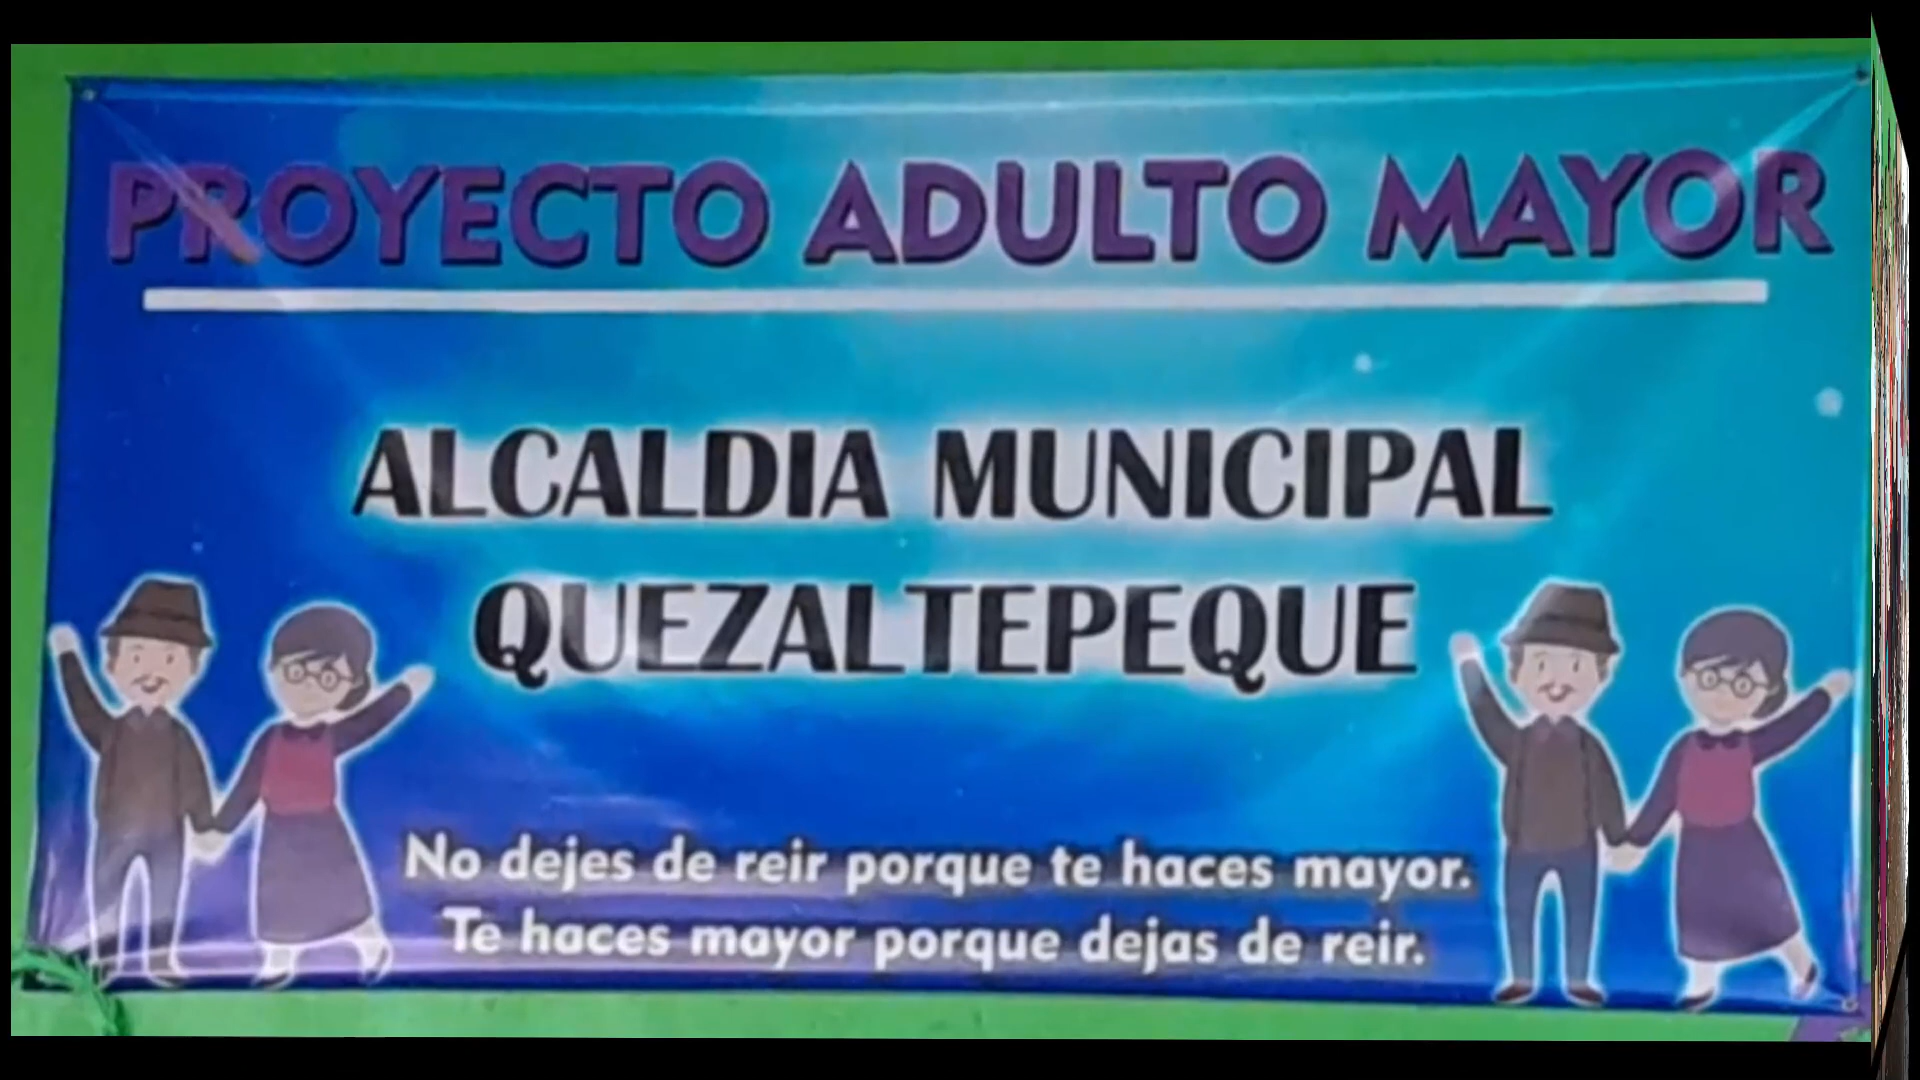 PROYECTO ADULTO MAYOR
ALCALDIA MUNICIPAL
QUEZALTEPEQUE
No dejes de reir porque te haces mayor.
Te haces mayor porque dejas de reir.